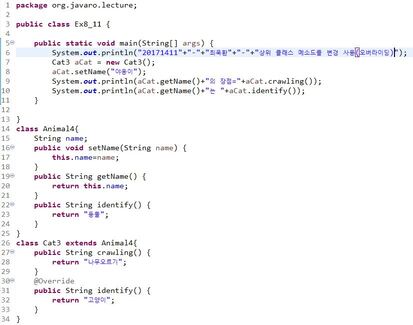 1 package org.javaro.lecture;
2
3 public class Ex8_11 {
4
5 public static void main(String[] args) {
6 System.out.println("20171411"+"-"+"최욱환"+"-"+"상위 클래스 메소드를 변경 사용(오버라이딩)");
7 Cat3 aCat = new Cat3();
8 aCat.setName("야옹이");
9 System.out.println(aCat.getName()+"의 장점="+aCat.crawling());
10 System.out.println(aCat.getName()+"는 "+aCat.identify());
11 }
12
13 }
14 class Animal4{
15 String name;
16 public void setName(String name) {
17 this.name=name;
18 }
19 public String getName() {
20 return this.name;
21 }
22 public String identify() {
23 return "동물";
24 }
25 }
26 class Cat3 extends Animal4{
27 public String crawling() {
28 return "나무오르기";
29 }
30 @Override
31 public String identify() {
32 return "고양이";
33 }
34 }